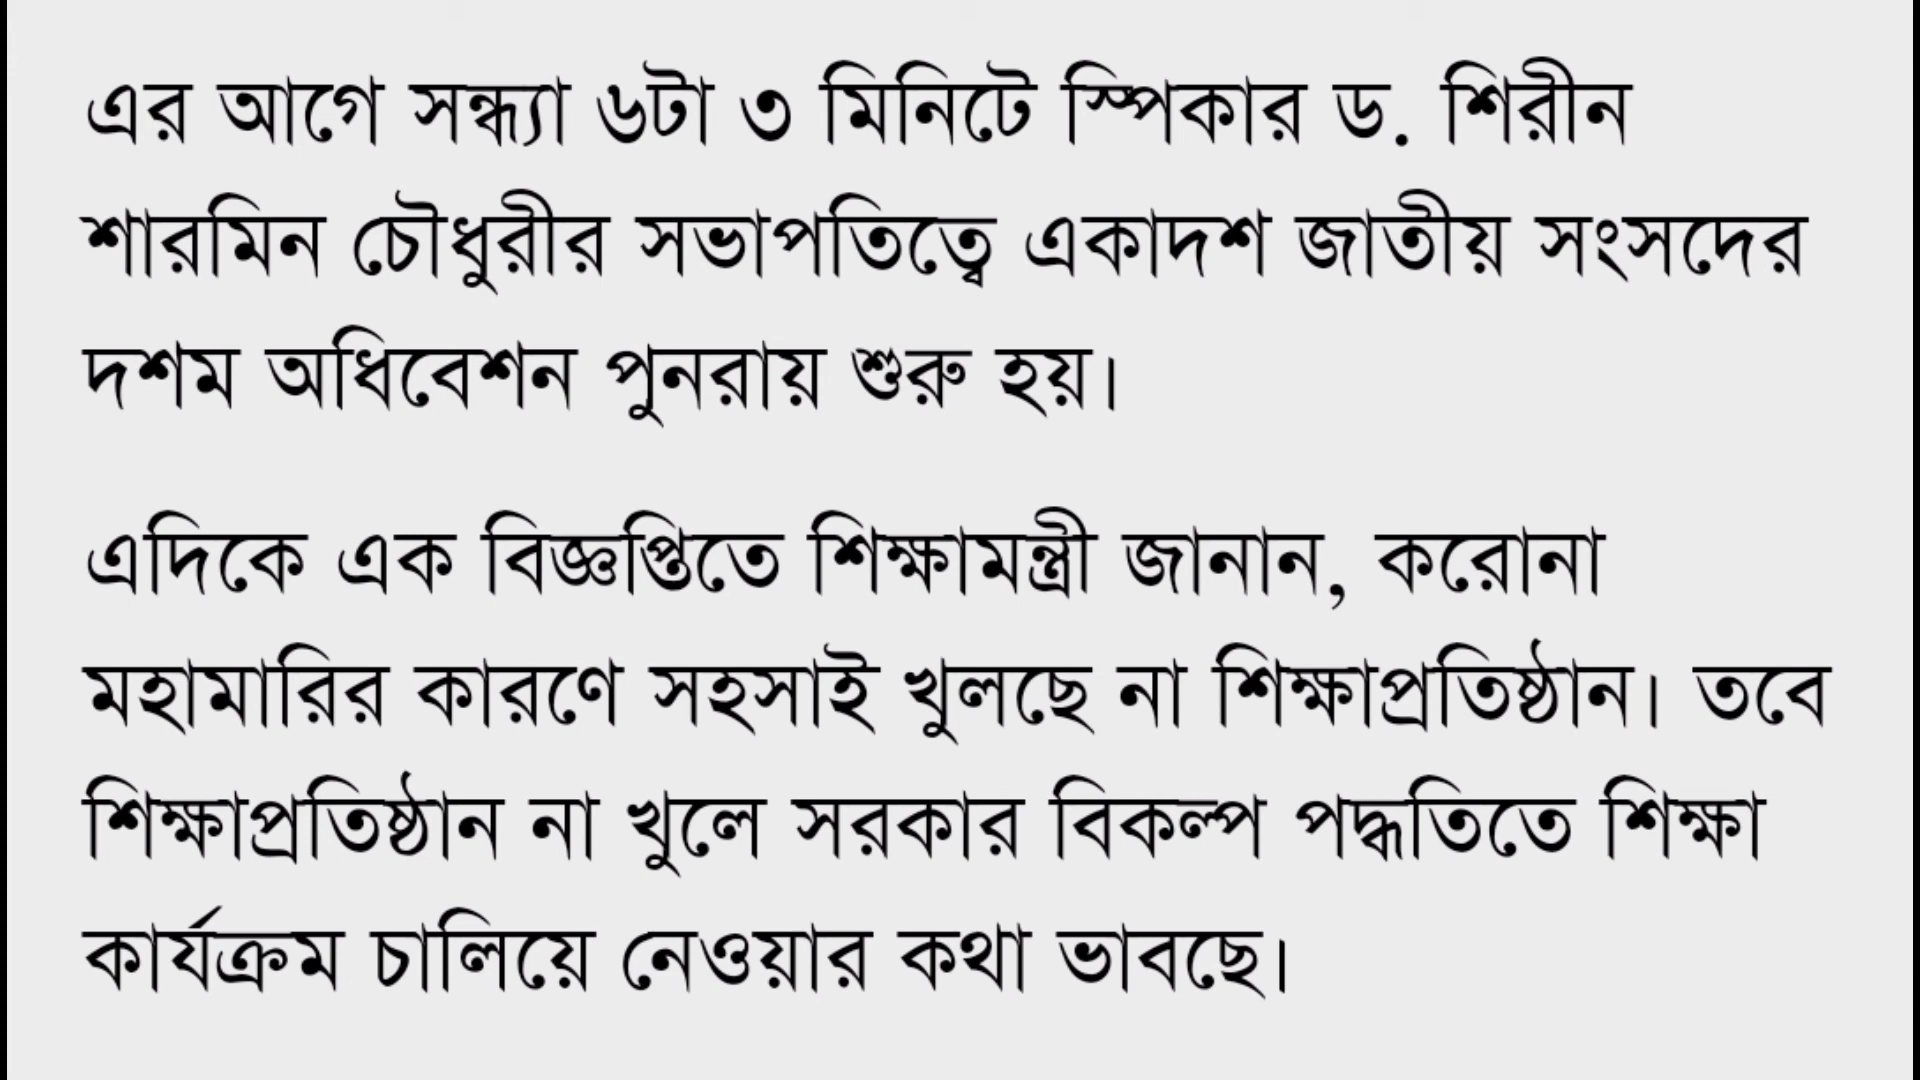 এর আগে সন্ধ্যা ৬টা ৩ মিনিটে স্পিকার ড. শিরীন
শারমিন চৌধুরীর সভাপতিত্বে একাদশ জাতীয় সংসদের
দশম অধিবেশন পুনরায় শুরু হয়।
এদিকে এক বিজ্ঞপ্তিতে শিক্ষামন্ত্রী জানান, করোনা
মহামারির কারণে সহসাই খুলছে না শিক্ষাপ্রতিষ্ঠান। তবে
শিক্ষাপ্রতিষ্ঠান না খুলে সরকার বিকল্প পদ্ধতিতে শিক্ষা
কার্যক্রম চালিয়ে নেওয়ার কথা ভাবছে।